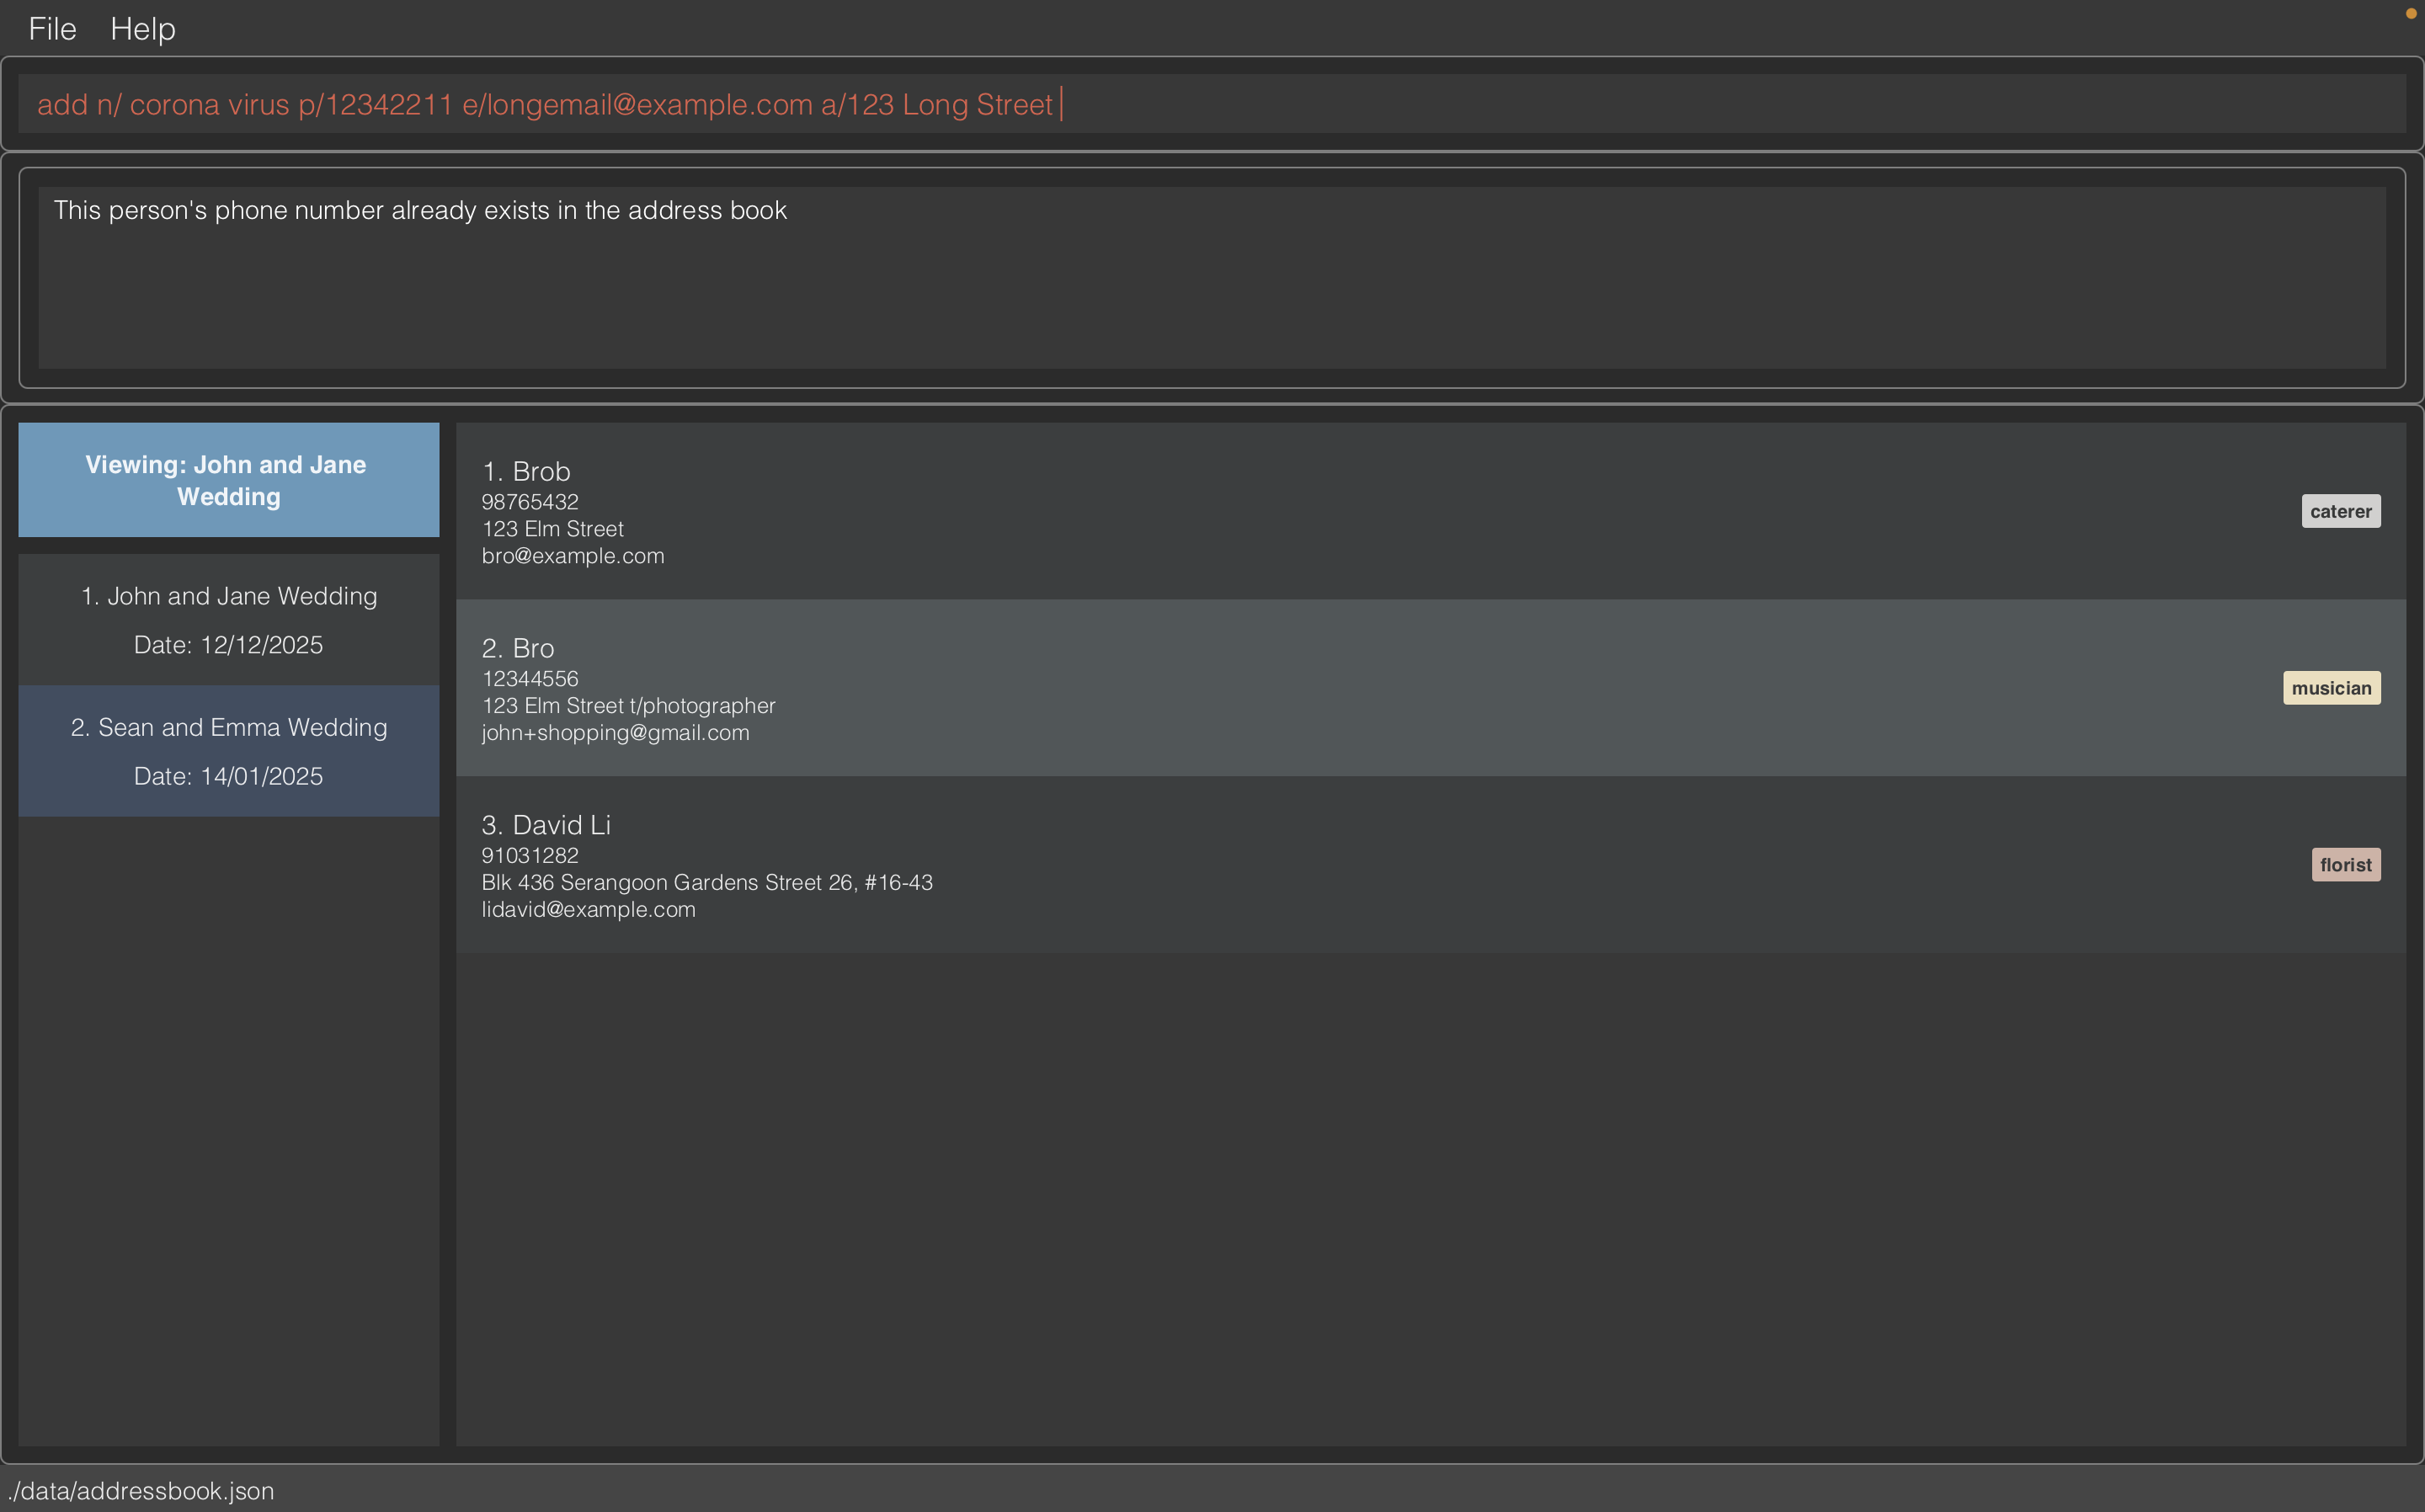 File Help
add n/ corona virus p/12342211 e/longemail@example.com a/123 Long Street
This person's phone number already exists in the address book
Viewing: John and Jane
Wedding
1. John and Jane Wedding
Date: 12/12/2025
2. Sean and Emma Wedding
Date: 14/01/2025
1. Brob
98765432
123 Elm Street
bro@example.com
caterer
2. Bro
12344556
123 Elm Street t/photographer
john+shopping@gmail.com
musician
3. David Li
91031282
Blk 436 Serangoon Gardens Street 26, #16-43
lidavid@example.com
florist
./data/addressbook.json